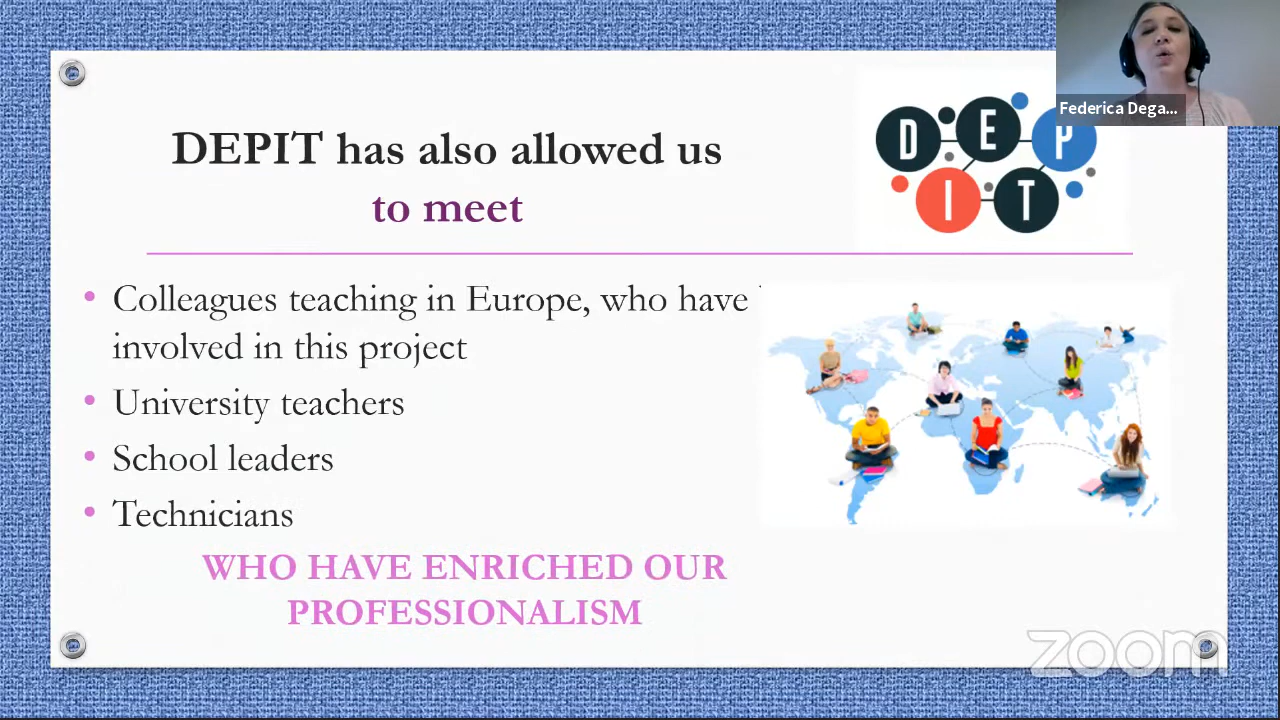 Federica Dega...
DEPIT has also allowed us
to meet
D E P
I T
• Colleagues teaching in Europe, who have
involved in this project
• University teachers
• School leaders
• Technicians
WHO HAVE ENRICHED OUR
PROFESSIONALISM
zoom